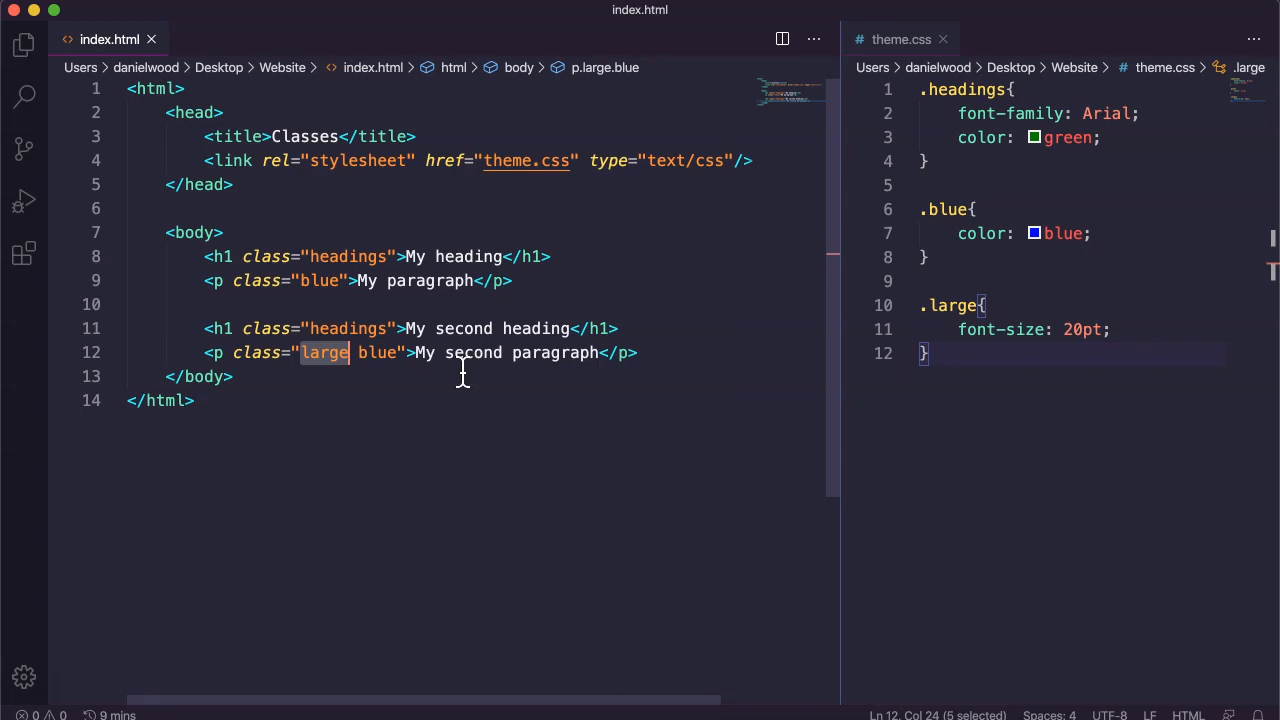 index.html
index.html
Users > danielwood > Desktop > Website > index.html > html > body > p.large.blue
1 <html>
2 <head>
3 <title>Classes</title>
4 <link rel="stylesheet" href="theme.css" type="text/css"/>
5 </head>
6
7 <body>
8 <h1 class="headings">My heading</h1>
9 <p class="blue">My paragraph</p>
10
11 <h1 class="headings">My second heading</h1>
12 <p class="large blue">My second paragraph</p>
13 </body>
14 </html>
# theme.css
Users > danielwood > Desktop > Website > # theme.css > .large
1 .headings{
2 font-family: Arial;
3 color: green;
4 }
5
6 .blue{
7 color: blue;
8 }
9
10 .large{
11 font-size: 20pt;
12 }
0 0 9 mins
Ln 12, Col 24 (5 selected) Spaces: 4 UTF-8 LF HTML